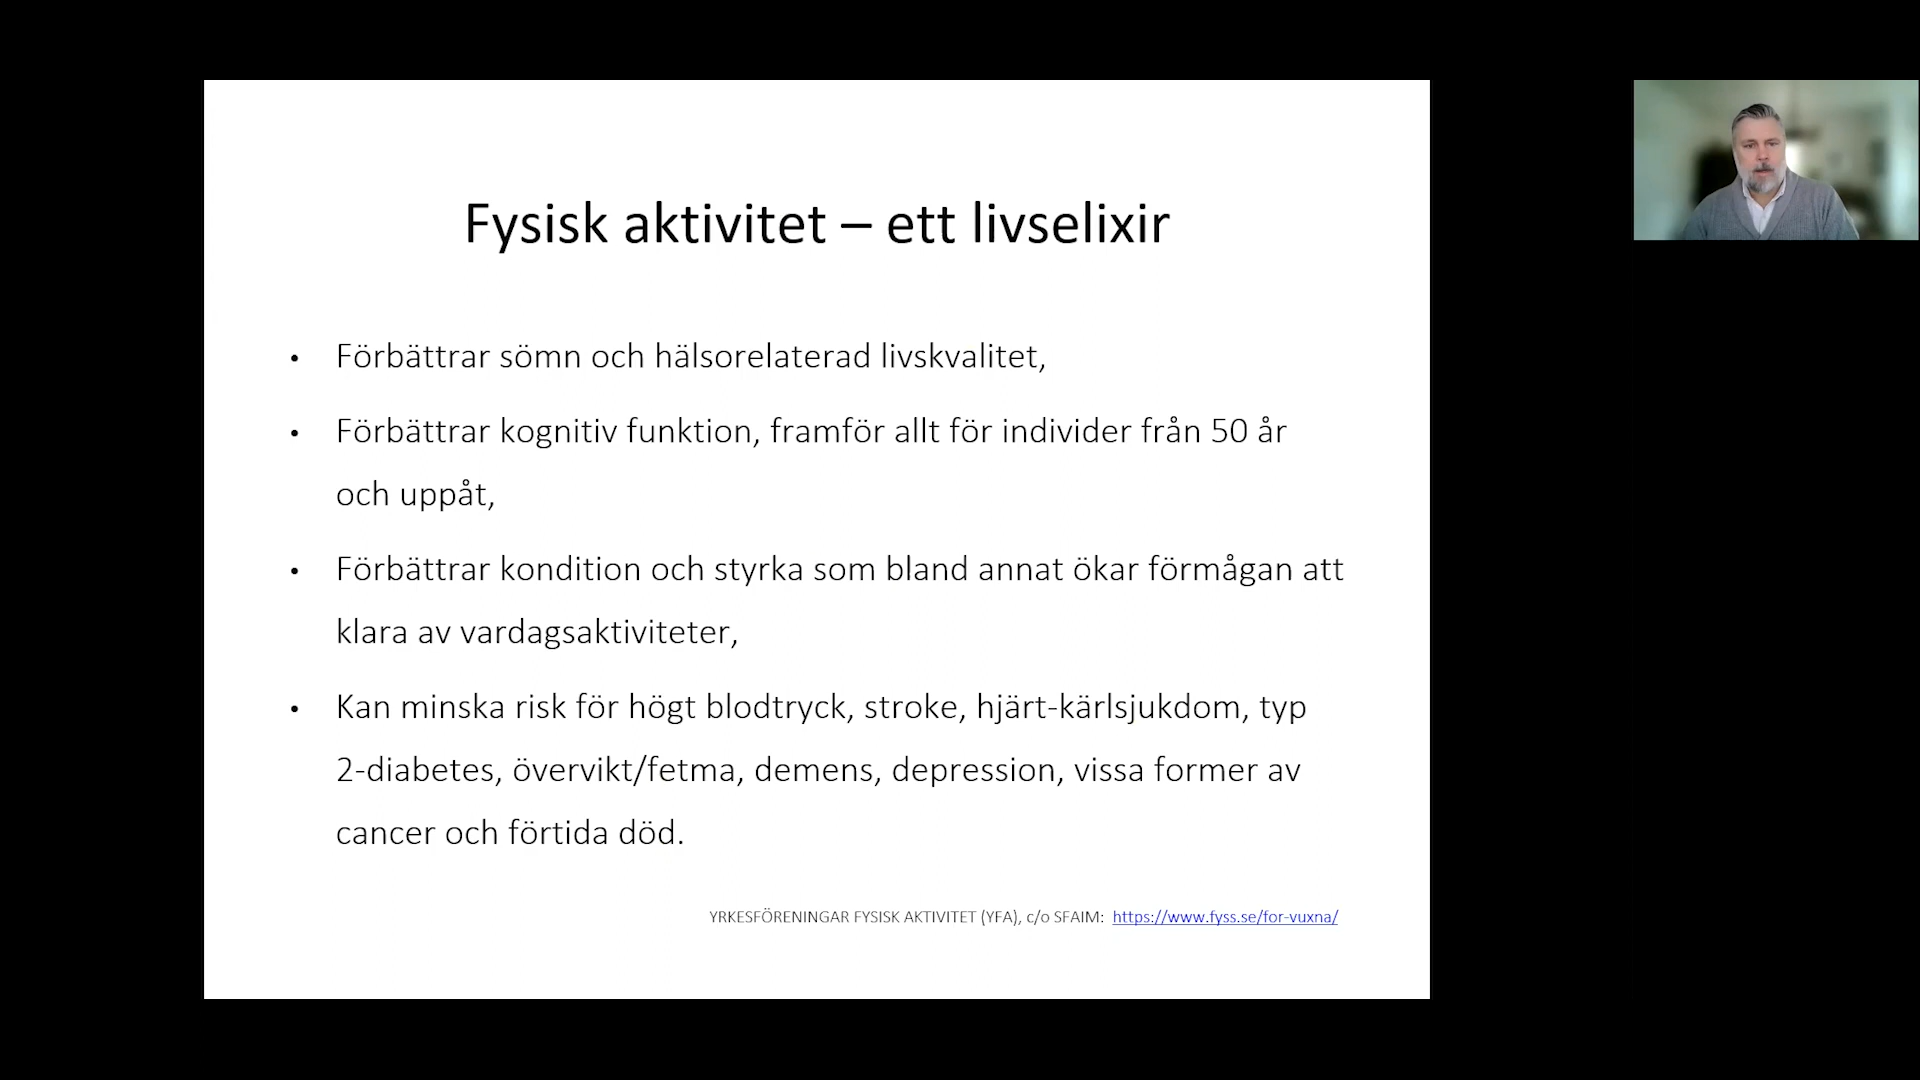 Fysisk aktivitet – ett livselixir
• Förbättrar sömn och hälsorelaterad livskvalitet,
• Förbättrar kognitiv funktion, framför allt för individer från 50 år
och uppåt,
• Förbättrar kondition och styrka som bland annat ökar förmågan att
klara av vardagsaktiviteter,
• Kan minska risk för högt blodtryck, stroke, hjärt-kärlsjukdom, typ
2-diabetes, övervikt/fetma, demens, depression, vissa former av
cancer och förtida död.
YRKESFÖRENINGAR FYSISK AKTIVITET (YFA), c/o SFAIM: https://www.fyss.se/for-vuxna/